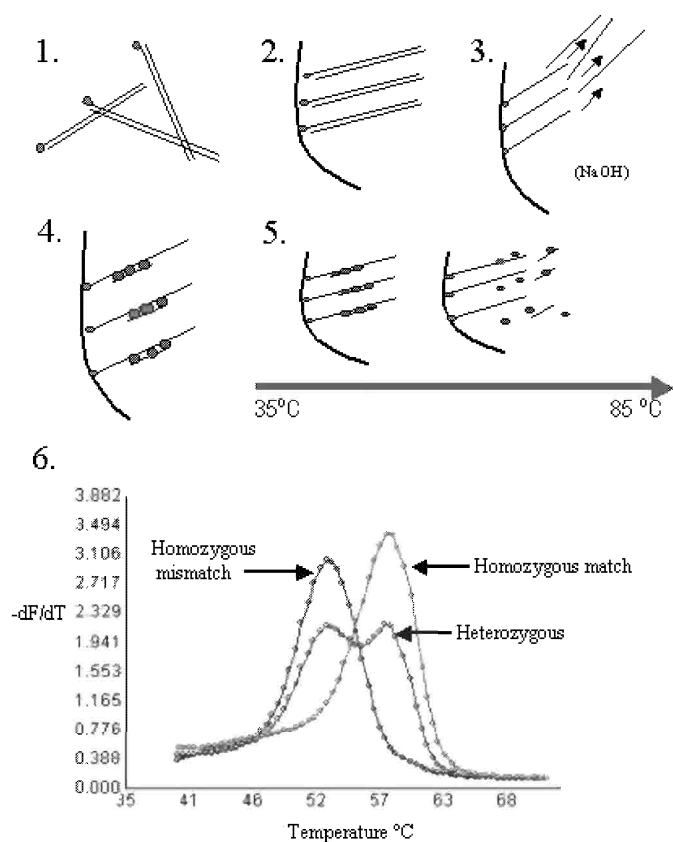 1.
2.
3.
(NaOH)
4.
5.
35°C
85 °C
6.
3.882
3.494
3.106
2.717
2.329
1.941
1.553
1.165
0.776
0.388
0.000
-dF/dT
Homozygous
mismatch
Homozygous match
Heterozygous
35
41
46
52
57
63
68
Temperature °C